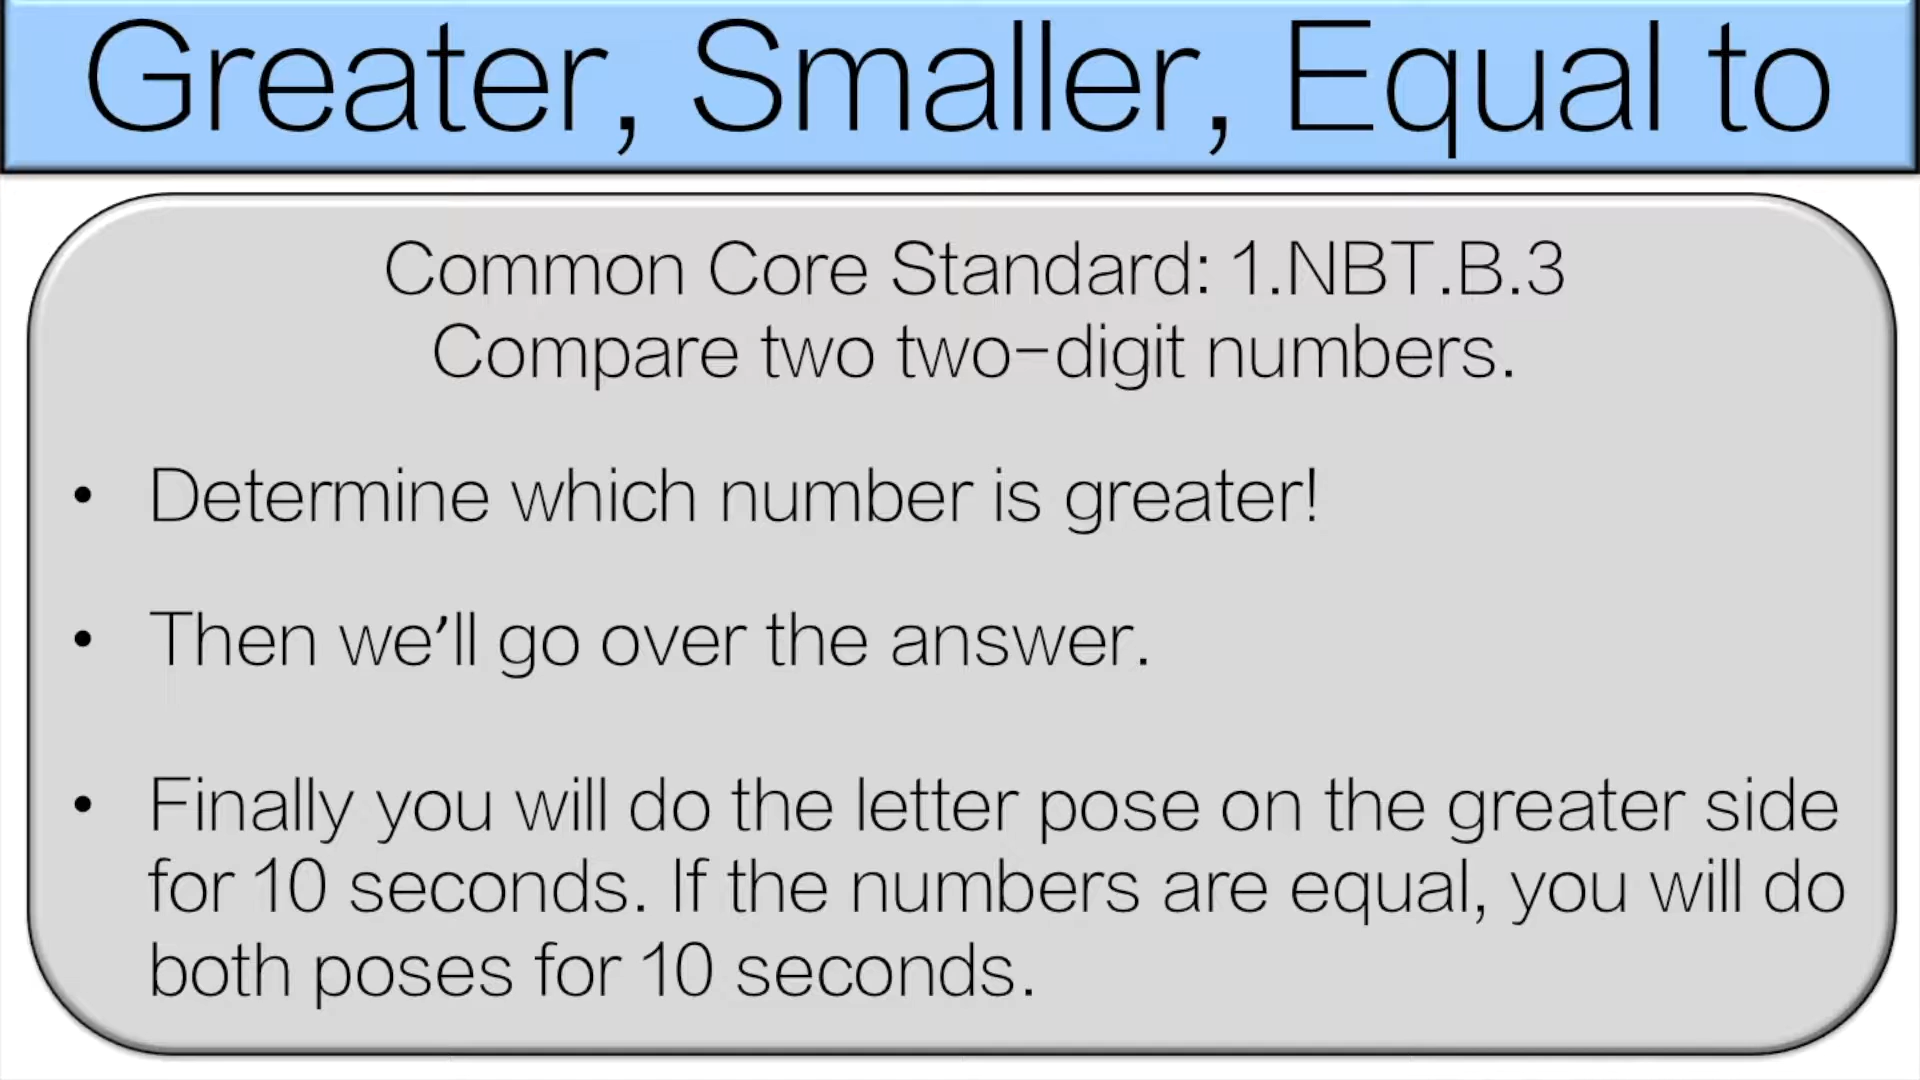 Greater, Smaller, Equal to
Common Core Standard: 1.NBT.B.3
Compare two two-digit numbers.
• Determine which number is greater!
• Then we'll go over the answer.
• Finally you will do the letter pose on the greater side
for 10 seconds. If the numbers are equal, you will do
both poses for 10 seconds.